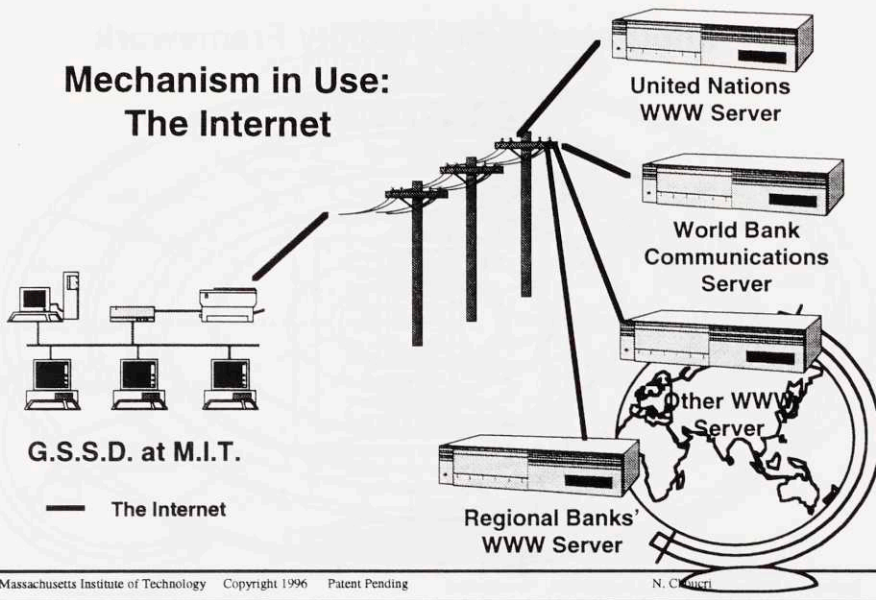 Mechanism in Use:
The Internet
United Nations
WWW Server
World Bank
Communications
Server
Other WWW
Server
Regional Banks'
WWW Server
G.S.S.D. at M.I.T.
The Internet
Massachusetts Institute of Technology Copyright 1996 Patent Pending
N. Choucri